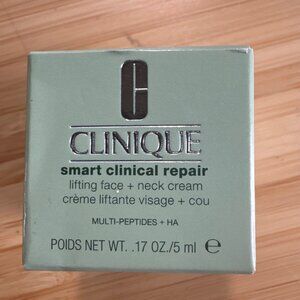 CLINIQUE
smart clinical repair
lifting face + neck cream
crème liftante visage + cou
MULTI-PEPTIDES + HA
POIDS NET WT. .17 OZ./5 ml ℮